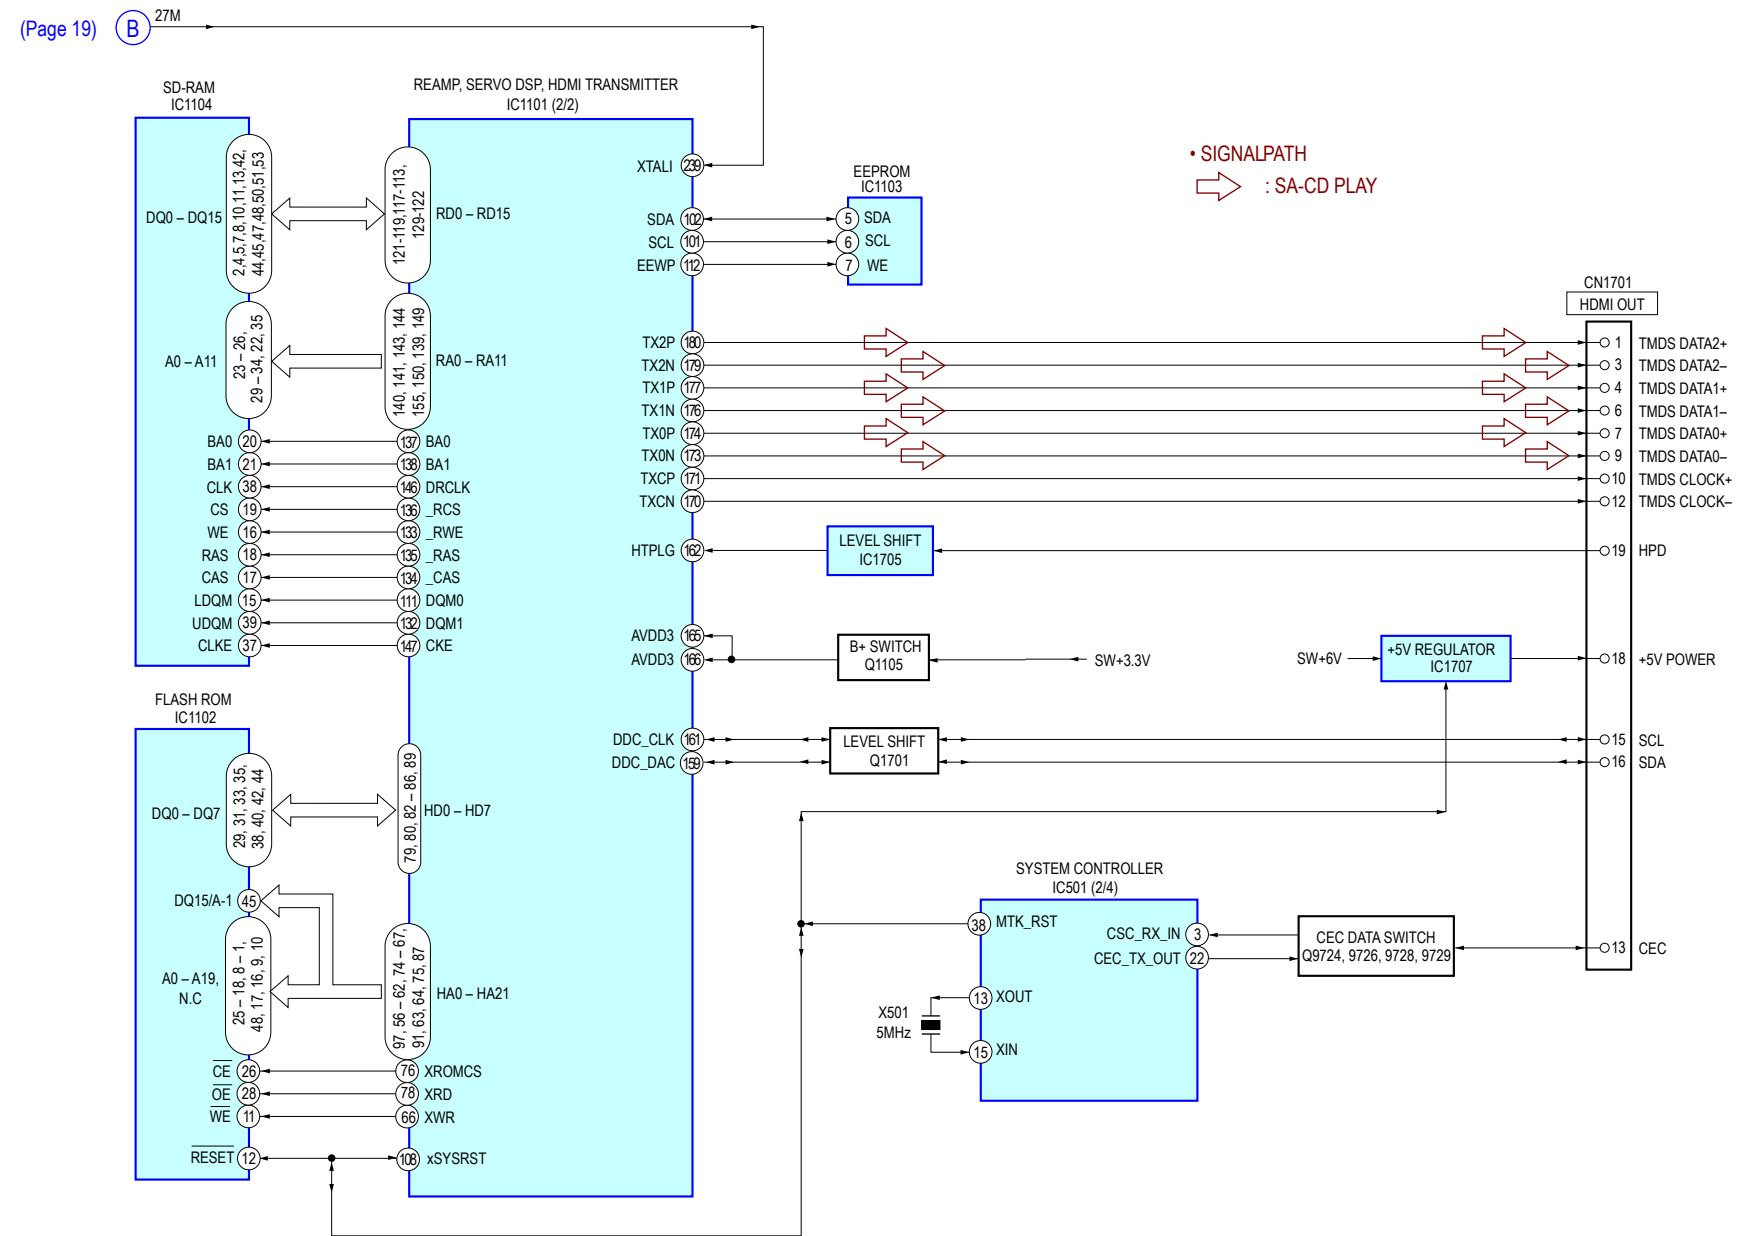 (Page 19)
B
27M
SD-RAM
IC1104
REAMP, SERVO DSP, HDMI TRANSMITTER
IC1101 (2/2)
• SIGNALPATH
: SA-CD PLAY
EEPROM
IC1103
XTALI 239
DQ0 – DQ15
2,4,5,7,8,10,11,13,42,
44,45,47,48,50,51,53
121-119,117-113,
129-122
RD0 – RD15
SDA 102
5 SDA
SCL 101
6 SCL
EEWP 112
7 WE
CN1701
HDMI OUT
A0 – A11
23 – 26,
29 – 34, 22, 35
140, 141, 143, 144
155, 150, 139, 149
RA0 – RA11
TX2P 180
1 TMDS DATA2+
TX2N 179
3 TMDS DATA2–
TX1P 177
4 TMDS DATA1+
TX1N 176
6 TMDS DATA1–
TX0P 174
7 TMDS DATA0+
TX0N 173
9 TMDS DATA0–
TXCP 171
10 TMDS CLOCK+
TXCN 170
12 TMDS CLOCK–
BA0 20
137 BA0
BA1 21
138 BA1
CLK 38
146 DRCLK
CS 19
136 _RCS
WE 16
133 _RWE
RAS 18
135 _RAS
CAS 17
134 _CAS
LDQM 15
111 DQM0
UDQM 39
132 DQM1
CLKE 37
147 CKE
HTPLG 162
LEVEL SHIFT
IC1705
19 HPD
AVDD3 165
AVDD3 166
B+ SWITCH
Q1105
SW+3.3V
SW+6V
+5V REGULATOR
IC1707
18 +5V POWER
FLASH ROM
IC1102
DDC_CLK 161
DDC_DAC 159
LEVEL SHIFT
Q1701
15 SCL
16 SDA
DQ0 – DQ7
29, 31, 33, 35,
38, 40, 42, 44
79, 80, 82 – 86, 89
HD0 – HD7
SYSTEM CONTROLLER
IC501 (2/4)
DQ15/A-1 45
38 MTK_RST
CSC_RX_IN 3
CEC_TX_OUT 22
CEC DATA SWITCH
Q9724, 9726, 9728, 9729
13 CEC
A0 – A19,
N.C
25 – 18, 8 – 1,
48, 17, 16, 9, 10
97, 56 – 62, 74 – 67,
91, 63, 64, 75, 87
HA0 – HA21
13 XOUT
X501
5MHz
15 XIN
CE 26
76 XROMCS
OE 28
78 XRD
WE 11
66 XWR
RESET 12
108 xSYSRST